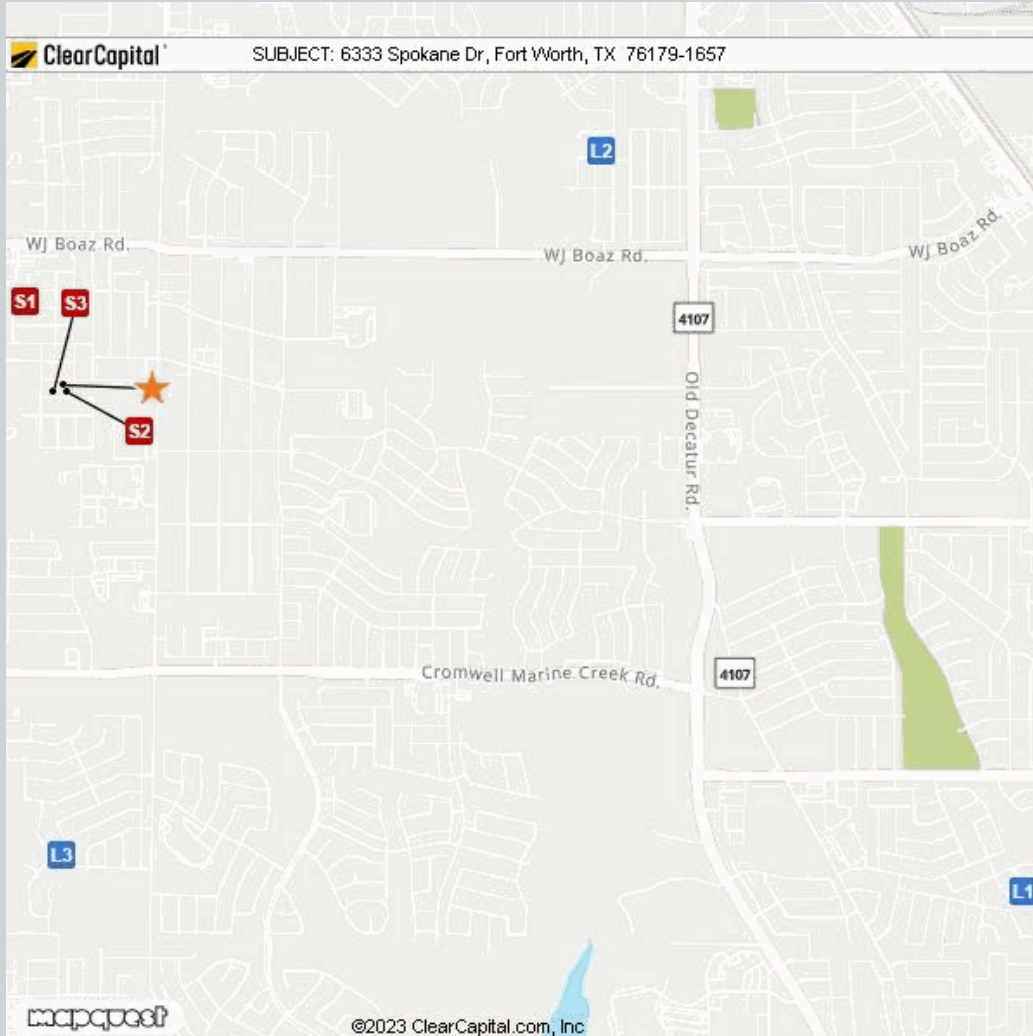 ClearCapital SUBJECT: 6333 Spokane Dr, Fort Worth, TX 76179-1657
L2
WJ Boaz Rd.
WJ Boaz Rd.
WJ Boaz Rd.
S1
S3
4107
Old Decatur Rd.
S2
Cromwell Marine Creek Rd.
4107
L3
L1
mapquest
©2023 ClearCapital.com, Inc